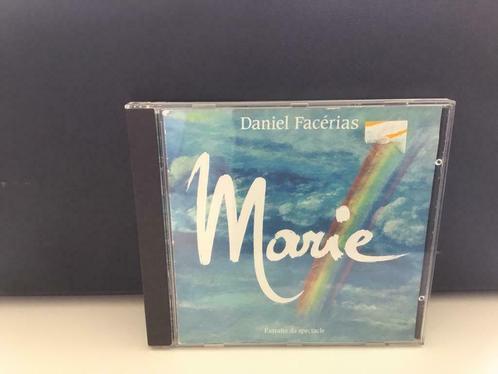 Daniel Facérias
Marie
Extraits du spectacle